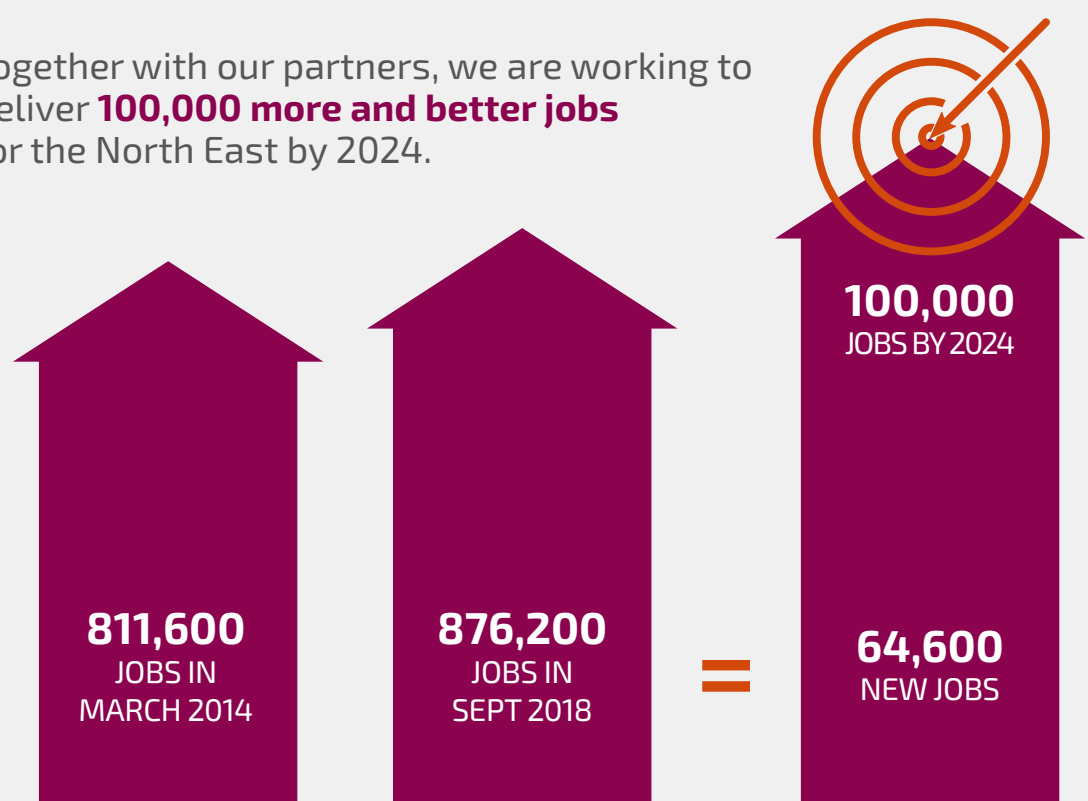 ogether with our partners, we are working to
eliver 100,000 more and better jobs
or the North East by 2024.
100,000
JOBS BY 2024
811,600
JOBS IN
MARCH 2014
876,200
JOBS IN
SEPT 2018
=
64,600
NEW JOBS